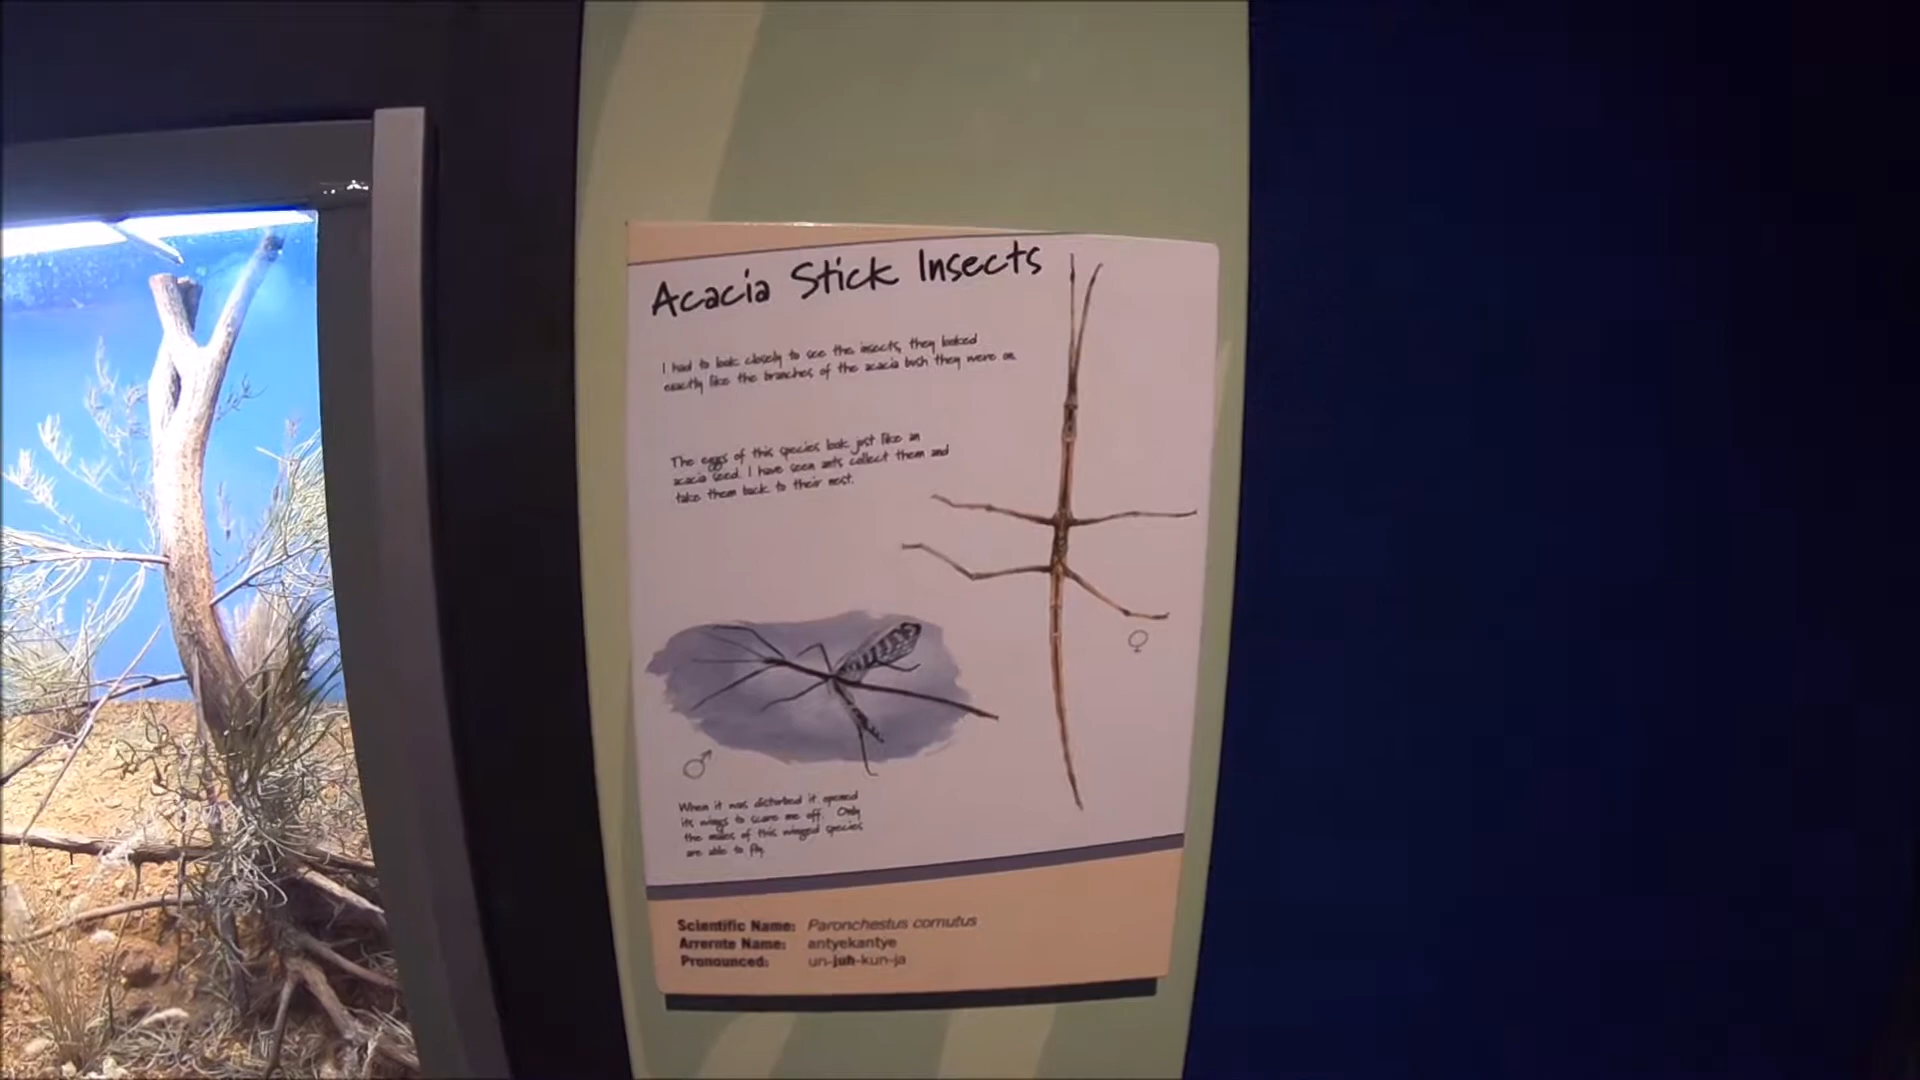 Acacia Stick Insects
I had to look closely to see the insects, they looked
exactly like the branches of the acacia bush they were on.
The eggs of this species look just like an
acacia seed. I have seen ants collect them and
take them back to their nest.
♀
♂
When it was disturbed it opened
its wings to scare me off. Only
the males of this winged species
are able to fly.
Scientific Name: Paronchestus cornutus
Arrernte Name: antyekantye
Pronounced: un-juh-kun-ja